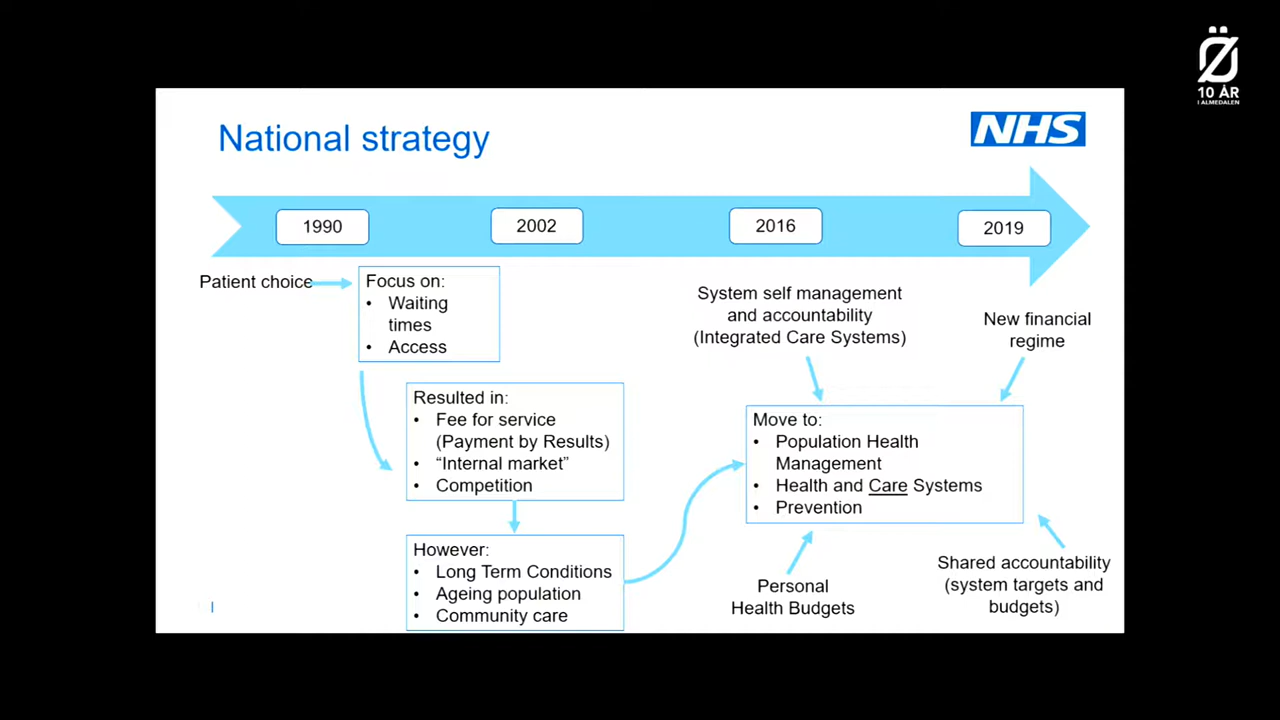 Ö
10 ÅR
I ALMEDALEN
National strategy
NHS
1990
2002
2016
2019
Patient choice
Focus on:
• Waiting
times
• Access
Resulted in:
• Fee for service
(Payment by Results)
• “Internal market”
• Competition
However:
• Long Term Conditions
• Ageing population
• Community care
System self management
and accountability
(Integrated Care Systems)
New financial
regime
Move to:
• Population Health
Management
• Health and Care Systems
• Prevention
Personal
Health Budgets
Shared accountability
(system targets and
budgets)
|